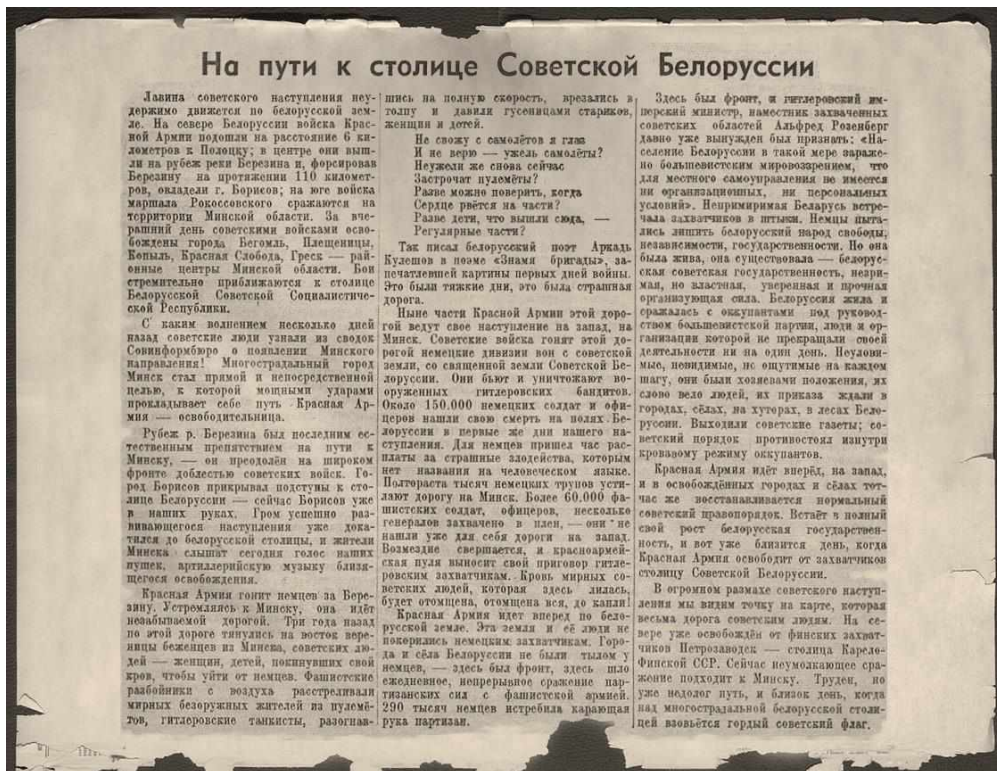 На пути к столице Советской Белоруссии
Лавина советского наступления неу-
держимо движется по белорусской зем-
ле. На севере Белоруссии войска Крас-
ной Армии подошли на расстояние 6 ки-
лометров к Полоцку; в центре они выш-
ли на рубеж реки Березина и, форсировав
Березину на протяжении 110 километ-
ров, овладели г. Борисов; на юге войска
маршала Рокоссовского сражаются на
территории Минской области. За вче-
рашний день советскими войсками осво-
бождены города Бегомль, Плещеницы,
Копыль, Красная Слобода, Греск — рай-
онные центры Минской области. Бои
стремительно приближаются к столице
Белорусской Советской Социалистиче-
ской Республики.
С каким волнением несколько дней
назад советские люди узнали из сводок
Совинформбюро о появлении Минского
направления! Многострадальный город
Минск стал прямой и непосредственной
целью, к которой мощными ударами
прокладывает себе путь Красная Ар-
мия — освободительница.
Рубеж р. Березина был последним ес-
тественным препятствием на пути к
Минску, — он преодолён на широком
фронте доблестью советских войск. Го-
род Борисов прикрывал подступы к сто-
лице Белоруссии — сейчас Борисов уже
в наших руках. Гром успешно раз-
вивающегося наступления уже дока-
тился до белорусской столицы, и жители
Минска слышат сегодня голос наших
пушек, артиллерийскую музыку близя-
щегося освобождения.
Красная Армия гонит немцев за Бере-
зину. Устремляясь к Минску, она идёт
незабываемой дорогой. Три года назад
по этой дороге тянулись на восток вере-
ницы беженцев из Минска, советских лю-
дей — женщин, детей, покинувших свой
кров, чтобы уйти от немцев. Фашистские
разбойники с воздуха расстреливали
мирных безоружных жителей из пулемё-
тов, гитлеровские танкисты, разогнав-
шись на полную скорость, врезались в
толпу и давили гусеницами стариков,
женщин и детей.
Не свожу с самолётов я глаз
И не верю — ужель самолёты?
Неужели же снова сейчас
Застрочат пулемёты?
Разве можно поверить, когда
Сердце рвётся на части?
Разве дети, что вышли сюда, —
Регулярные части?
Так писал белорусский поэт Аркадь
Кулешов в поэме «Знамя бригады», за-
печатлевшей картины первых дней войны.
Это были тяжкие дни, это была страшная
дорога.
Ныне части Красной Армии этой доро-
гой ведут свое наступление на запад, на
Минск. Советские войска гонят этой до-
рогой немецкие дивизии вон с советской
земли, со священной земли Советской Бе-
лоруссии. Они бьют и уничтожают во-
оруженных гитлеровских бандитов.
Около 150.000 немецких солдат и офи-
церов нашли свою смерть на полях Бе-
лоруссии в первые же дни нашего на-
ступления. Для немцев пришел час рас-
платы за страшные злодейства, которым
нет названия на человеческом языке.
Полтораста тысяч немецких трупов усти-
лают дорогу на Минск. Более 60.000 фа-
шистских солдат, офицеров, несколько
генералов захвачено в плен, — они не
нашли уже для себя дороги на запад.
Возмездие свершается, и красноармей-
ская пуля выносит свой приговор гитле-
ровским захватчикам. Кровь мирных со-
ветских людей, которая здесь лилась,
будет отомщена, отомщена вся, до капли!
Красная Армия идет вперед по бело-
русской земле. Эта земля и её люди не
покорились немецким захватчикам. Горо-
да и сёла Белоруссии не были тылом у
немцев, — здесь был фронт, здесь шло
ежедневное, непрерывное сражение пар-
тизанских сил с фашистской армией.
290 тысяч немцев истребила карающая
рука партизан.
Здесь был фронт, и гитлеровский им-
перский министр, наместник захваченных
советских областей Альфред Розенберг
давно уже вынужден был признать: «На-
селение Белоруссии в такой мере зараже-
но большевистским мировоззрением, что
для местного самоуправления не имеется
ни организационных, ни персональных
условий». Непримиримая Беларусь встре-
чала захватчиков в штыки. Немцы пыта-
лись лишить белорусский народ свободы,
независимости, государственности. Но она
была жива, она существовала — белорус-
ская советская государственность, незри-
мая, но властная, уверенная и прочная
организующая сила. Белоруссия жила и
сражалась с оккупантами под руковод-
ством большевистской партии, люди и ор-
ганизации которой не прекращали своей
деятельности ни на один день. Неулови-
мые, невидимые, но ощутимые на каждом
шагу, они были хозяевами положения, их
слово вело людей, их приказа ждали в
городах, сёлах, на хуторах, в лесах Бело-
руссии. Выходили советские газеты; со-
ветский порядок противостоял изнутри
кровавому режиму оккупантов.
Красная Армия идёт вперёд, на запад,
и в освобождённых городах и сёлах тот-
час же восстанавливается нормальный
советский правопорядок. Встаёт в полный
свой рост белорусская государствен-
ность, и вот уже близится день, когда
Красная Армия освободит от захватчиков
столицу Советской Белоруссии.
В огромном размахе советского наступ-
ления мы видим точку на карте, которая
весьма дорога советским людям. На се-
вере уже освобождён от финских захват-
чиков Петрозаводск — столица Карело-
Финской ССР. Сейчас неумолкающее сра-
жение подходит к Минску. Труден, но
уже недолог путь, и близок день, когда
над многострадальной белорусской столи-
цей взовьётся гордый советский флаг.